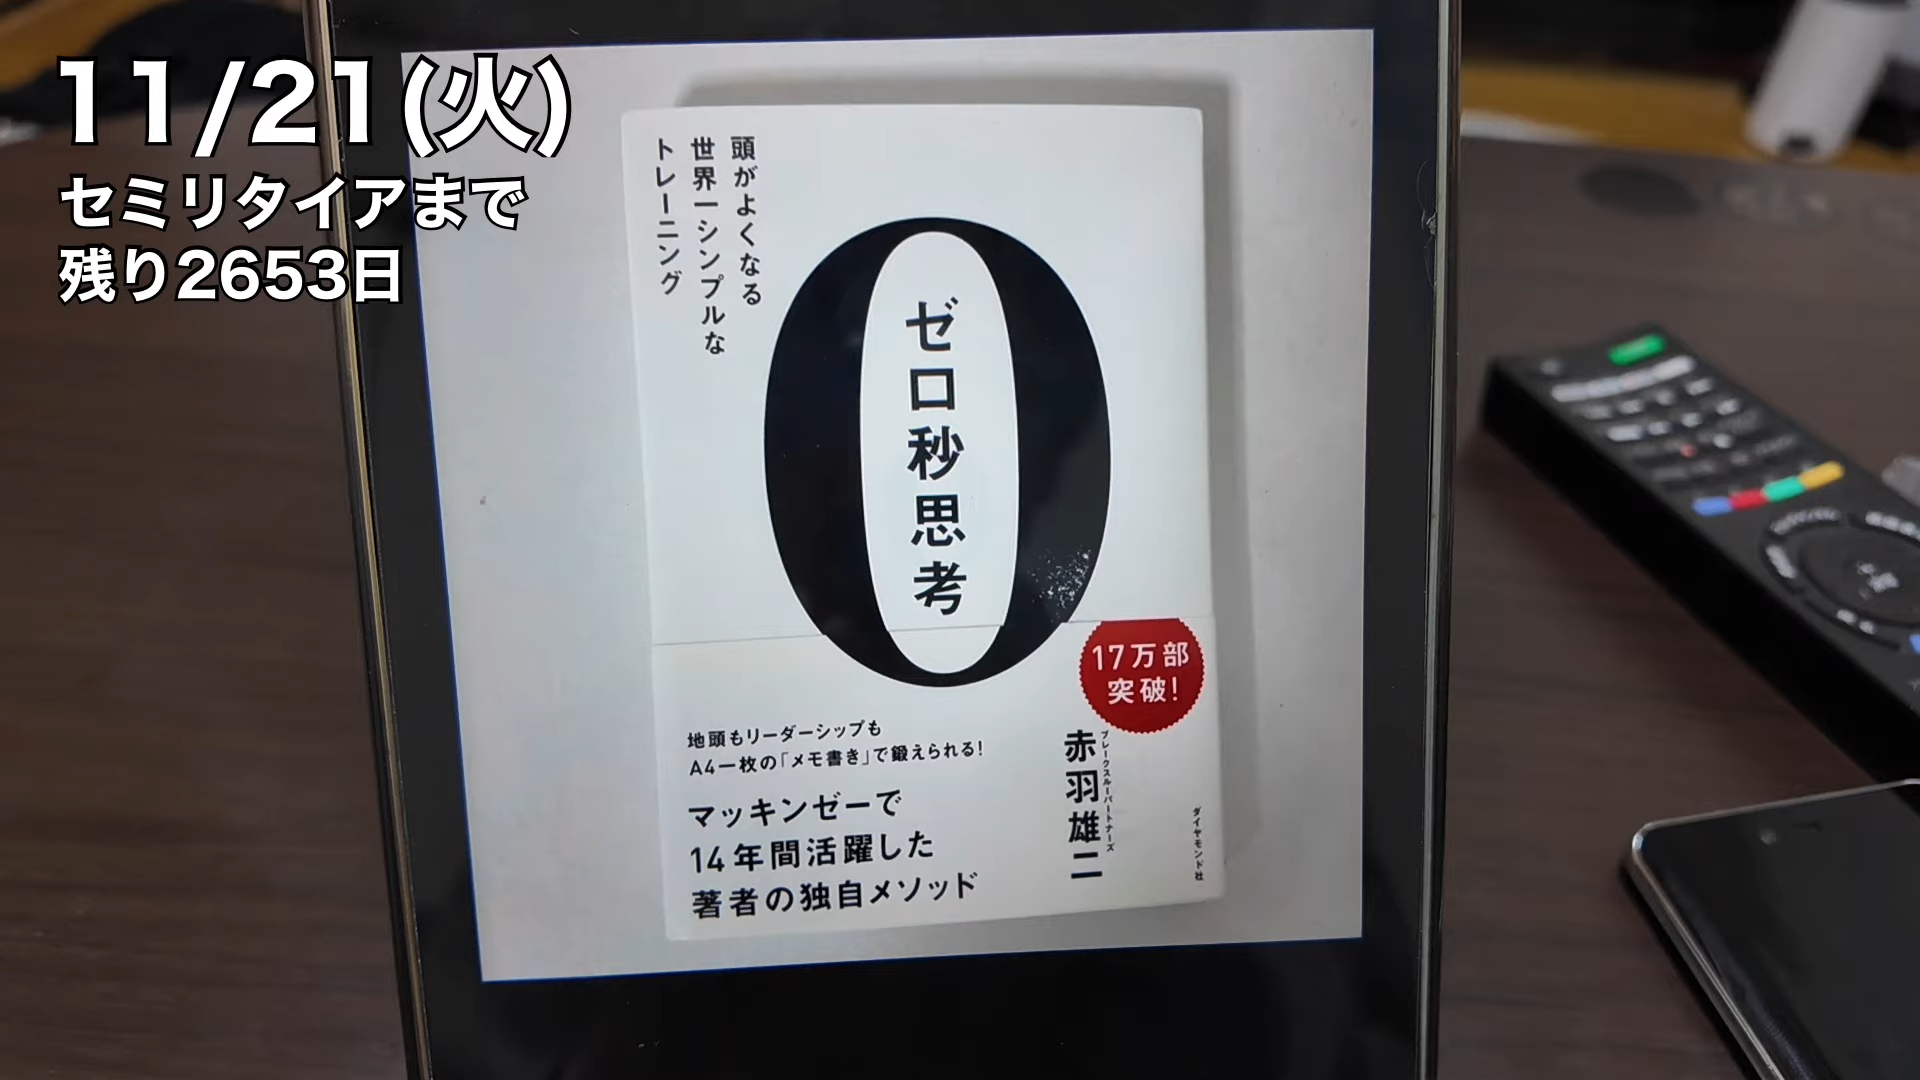 11/21(火)
セミリタイアまで
残り2653日
頭がよくなる
世界一シンプルな
トレーニング
ゼロ秒思考
17万部
突破!
地頭もリーダーシップも
A4一枚の「メモ書き」で鍛えられる!
マッキンゼーで
14年間活躍した
著者の独自メソッド
ブレークスルーパートナーズ
赤羽雄二
ダイヤモンド社